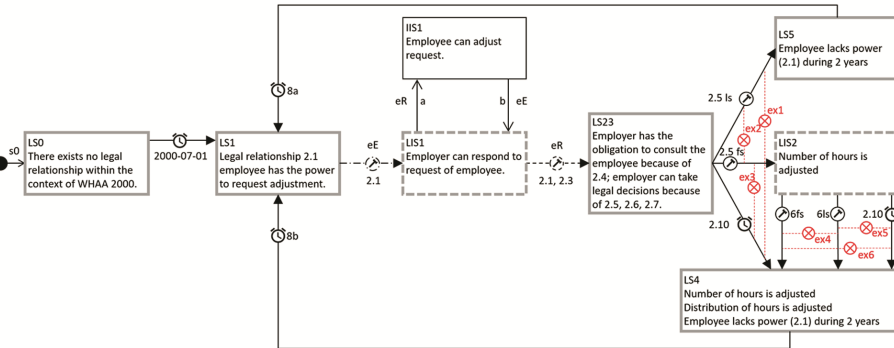 s0
LS0
There exists no legal
relationship within the
context of WHAA 2000.
2000-07-01
8a
LS1
Legal relationship 2.1
employee has the power
to request adjustment.
8b
eE
2.1
IIS1
Employee can adjust
request.
eR
a
b
eE
LIS1
Employer can respond to
request of employee.
eR
2.1, 2.3
LS23
Employer has the
obligation to consult the
employee because of
2.4; employer can take
legal decisions because
of 2.5, 2.6, 2.7.
2.5 ls
2.5 fs
2.10
ex1
ex2
ex3
LS5
Employee lacks power
(2.1) during 2 years
LIS2
Number of hours is
adjusted
6fs
6ls
2.10
ex4
ex5
ex6
LS4
Number of hours is adjusted
Distribution of hours is adjusted
Employee lacks power (2.1) during 2 years